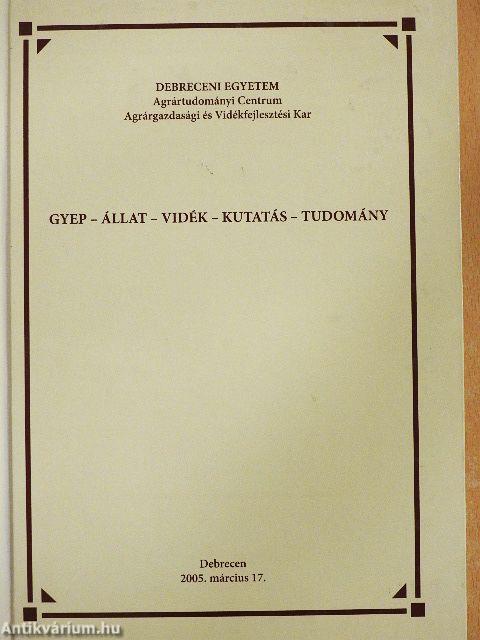 DEBRECENI EGYETEM
Agrártudományi Centrum
Agrárgazdasági és Vidékfejlesztési Kar
GYEP – ÁLLAT – VIDÉK – KUTATÁS – TUDOMÁNY
Debrecen
2005. március 17.
Antikvárium.hu